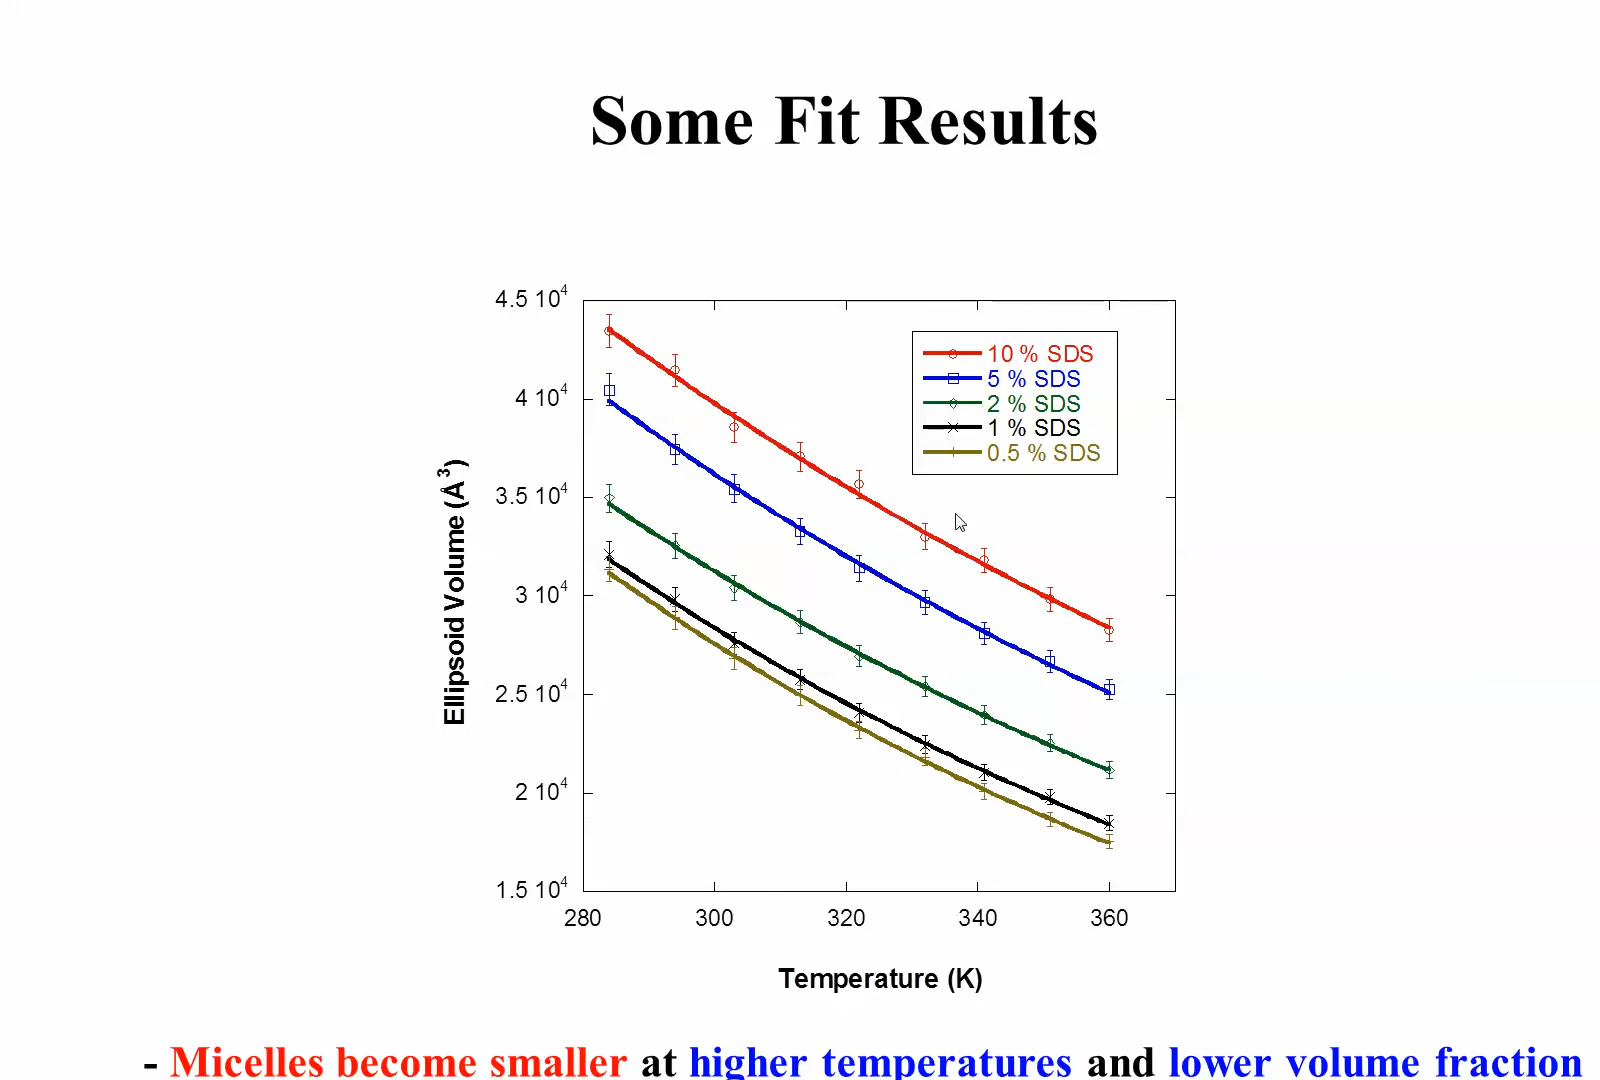 Some Fit Results
4.5 10⁴
4 10⁴
3.5 10⁴
3 10⁴
2.5 10⁴
2 10⁴
1.5 10⁴
Ellipsoid Volume (Å³)
10 % SDS
5 % SDS
2 % SDS
1 % SDS
0.5 % SDS
280 300 320 340 360
Temperature (K)
- Micelles become smaller at higher temperatures and lower volume fraction